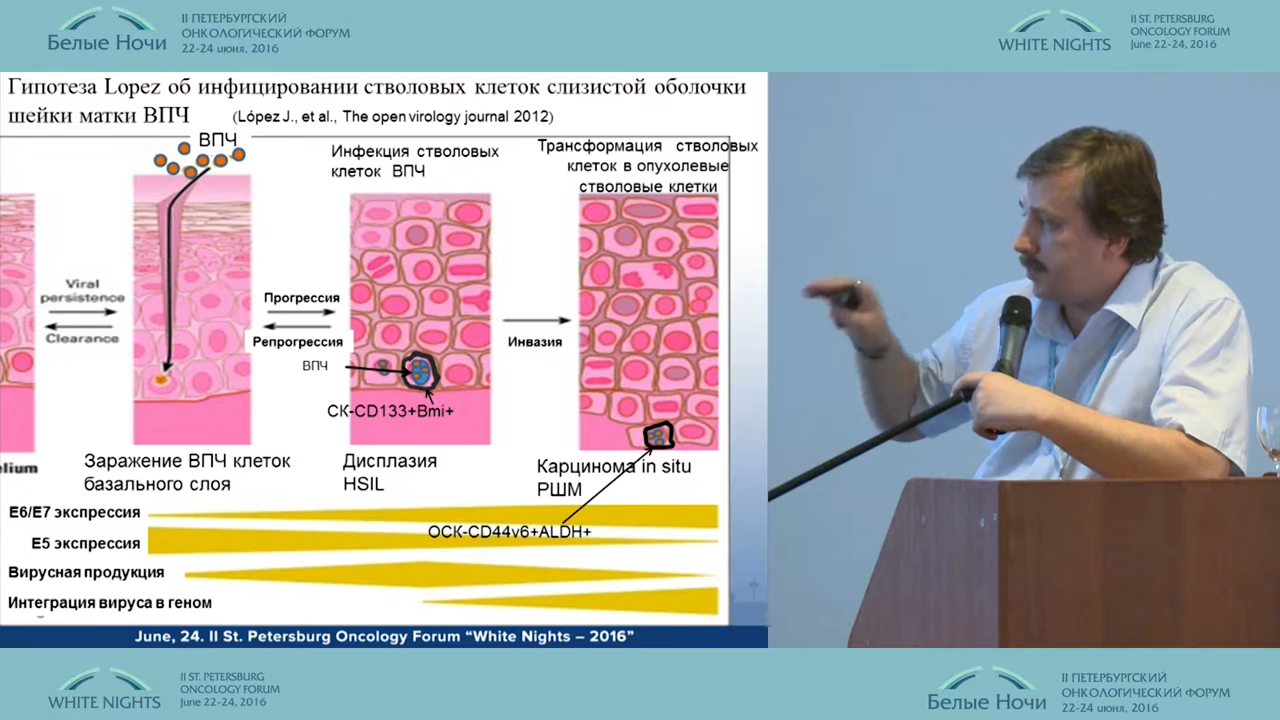 Белые Ночи
II ПЕТЕРБУРГСКИЙ
ОНКОЛОГИЧЕСКИЙ ФОРУМ
22-24 июня, 2016
WHITE NIGHTS
II ST. PETERSBURG
ONCOLOGY FORUM
June 22-24, 2016
Гипотеза Lopez об инфицировании стволовых клеток слизистой оболочки
шейки матки ВПЧ (López J., et al., The open virology journal 2012)
ВПЧ
Инфекция стволовых
клеток ВПЧ
Трансформация стволовых
клеток в опухолевые
стволовые клетки
Viral
persistence
Clearance
Прогрессия
Репрогрессия
Инвазия
ВПЧ
СК-CD133+Bmi+
elium
Заражение ВПЧ клеток
базального слоя
Дисплазия
HSIL
Карцинома in situ
РШМ
E6/E7 экспрессия
ОСК-CD44v6+ALDH+
E5 экспрессия
Вирусная продукция
Интеграция вируса в геном
June, 24. II St. Petersburg Oncology Forum “White Nights – 2016”
WHITE NIGHTS
II ST. PETERSBURG
ONCOLOGY FORUM
June 22-24, 2016
Белые Ночи
II ПЕТЕРБУРГСКИЙ
ОНКОЛОГИЧЕСКИЙ ФОРУМ
22-24 июня, 2016